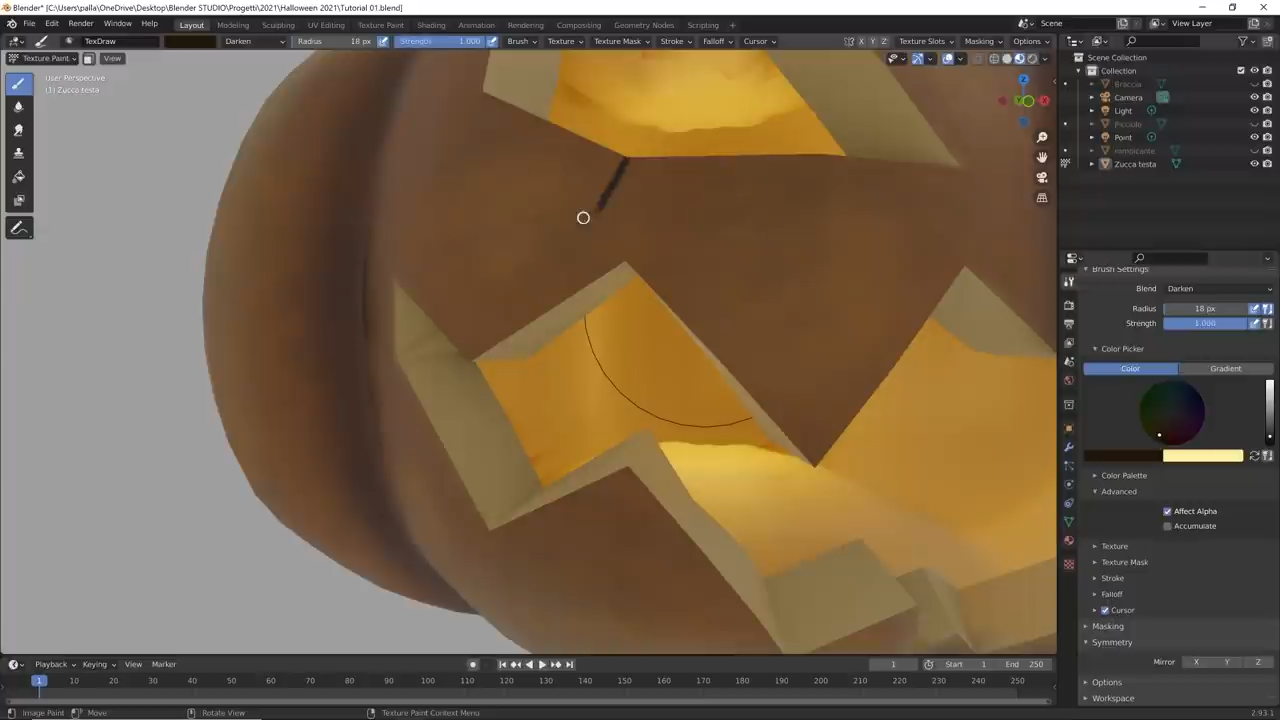 Blender* [C:\Users\palla\OneDrive\Desktop\Blender STUDIO\Progetti\2021\Halloween 2021\Tutorial 01.blend]
File Edit Render Window Help Layout Modeling Sculpting UV Editing Texture Paint Shading Animation Rendering Compositing Geometry Nodes Scripting + Scene View Layer
TexDraw Darken Radius 18 px Strength 1.000 Brush Texture Texture Mask Stroke Falloff Cursor X Y Z Texture Slots Masking Options
Texture Paint View
User Perspective
(1) Zucca testa
Scene Collection
Collection
Braccia
Camera
Light
Picciolo
Point
rampicante
Zucca testa
Brush Settings
Blend Darken
Radius 18 px
Strength 1.000
Color Picker
Color Gradient
Color Palette
Advanced
Affect Alpha
Accumulate
Texture
Texture Mask
Stroke
Falloff
Cursor
Masking
Symmetry
Mirror X Y Z
Options
Workspace
Playback Keying View Marker 1 Start 1 End 250
1 10 20 30 40 50 60 70 80 90 100 110 120 130 140 150 160 170 180 190 200 210 220 230 240 250
Image Paint Move Rotate View Texture Paint Context Menu 2.93.1